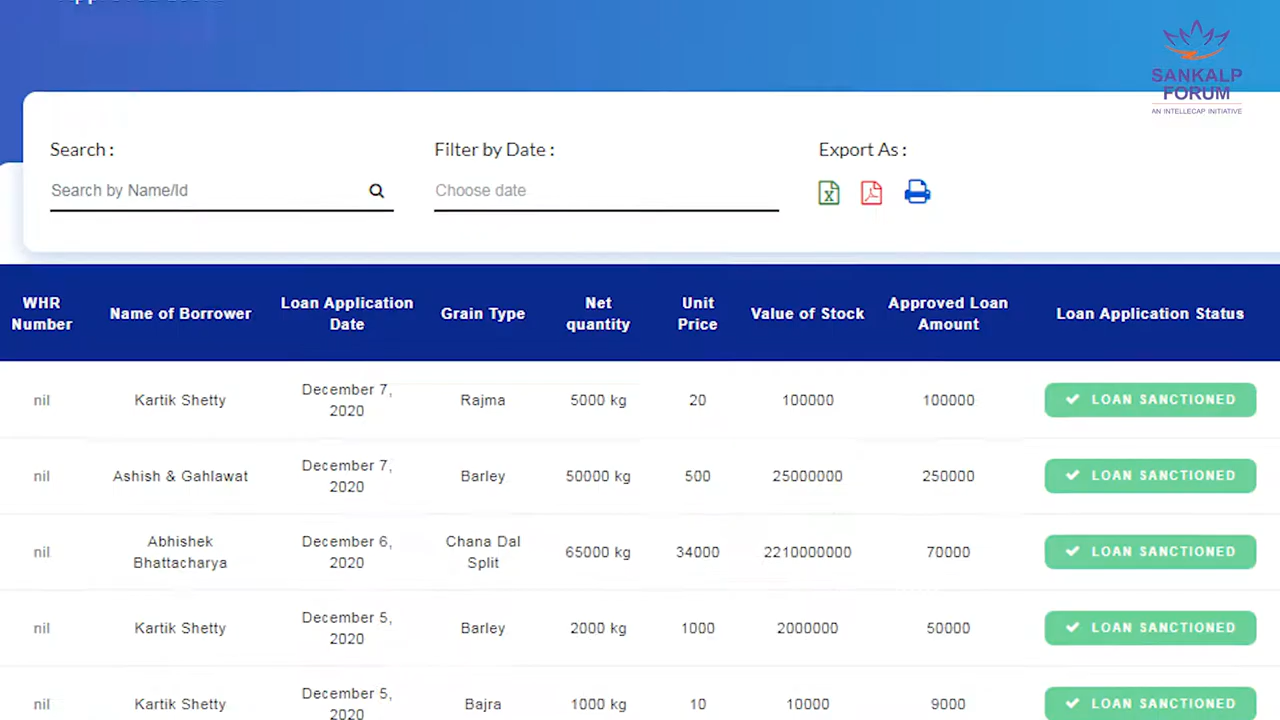 SANKALP
FORUM
AN INTELLECAP INITIATIVE
Search :
Filter by Date :
Export As :
Search by Name/Id
Choose date
WHR Number
Name of Borrower
Loan Application Date
Grain Type
Net quantity
Unit Price
Value of Stock
Approved Loan Amount
Loan Application Status
nil Kartik Shetty December 7, 2020 Rajma 5000 kg 20 100000 100000 LOAN SANCTIONED
nil Ashish & Gahlawat December 7, 2020 Barley 50000 kg 500 25000000 250000 LOAN SANCTIONED
nil Abhishek Bhattacharya December 6, 2020 Chana Dal Split 65000 kg 34000 2210000000 70000 LOAN SANCTIONED
nil Kartik Shetty December 5, 2020 Barley 2000 kg 1000 2000000 50000 LOAN SANCTIONED
nil Kartik Shetty December 5, 2020 Bajra 1000 kg 10 10000 9000 LOAN SANCTIONED